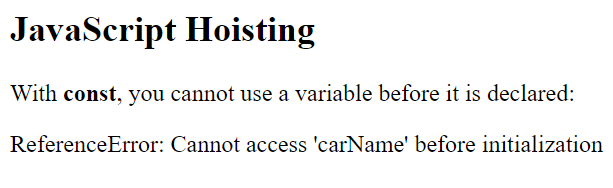 JavaScript Hoisting
With const, you cannot use a variable before it is declared:
ReferenceError: Cannot access 'carName' before initialization